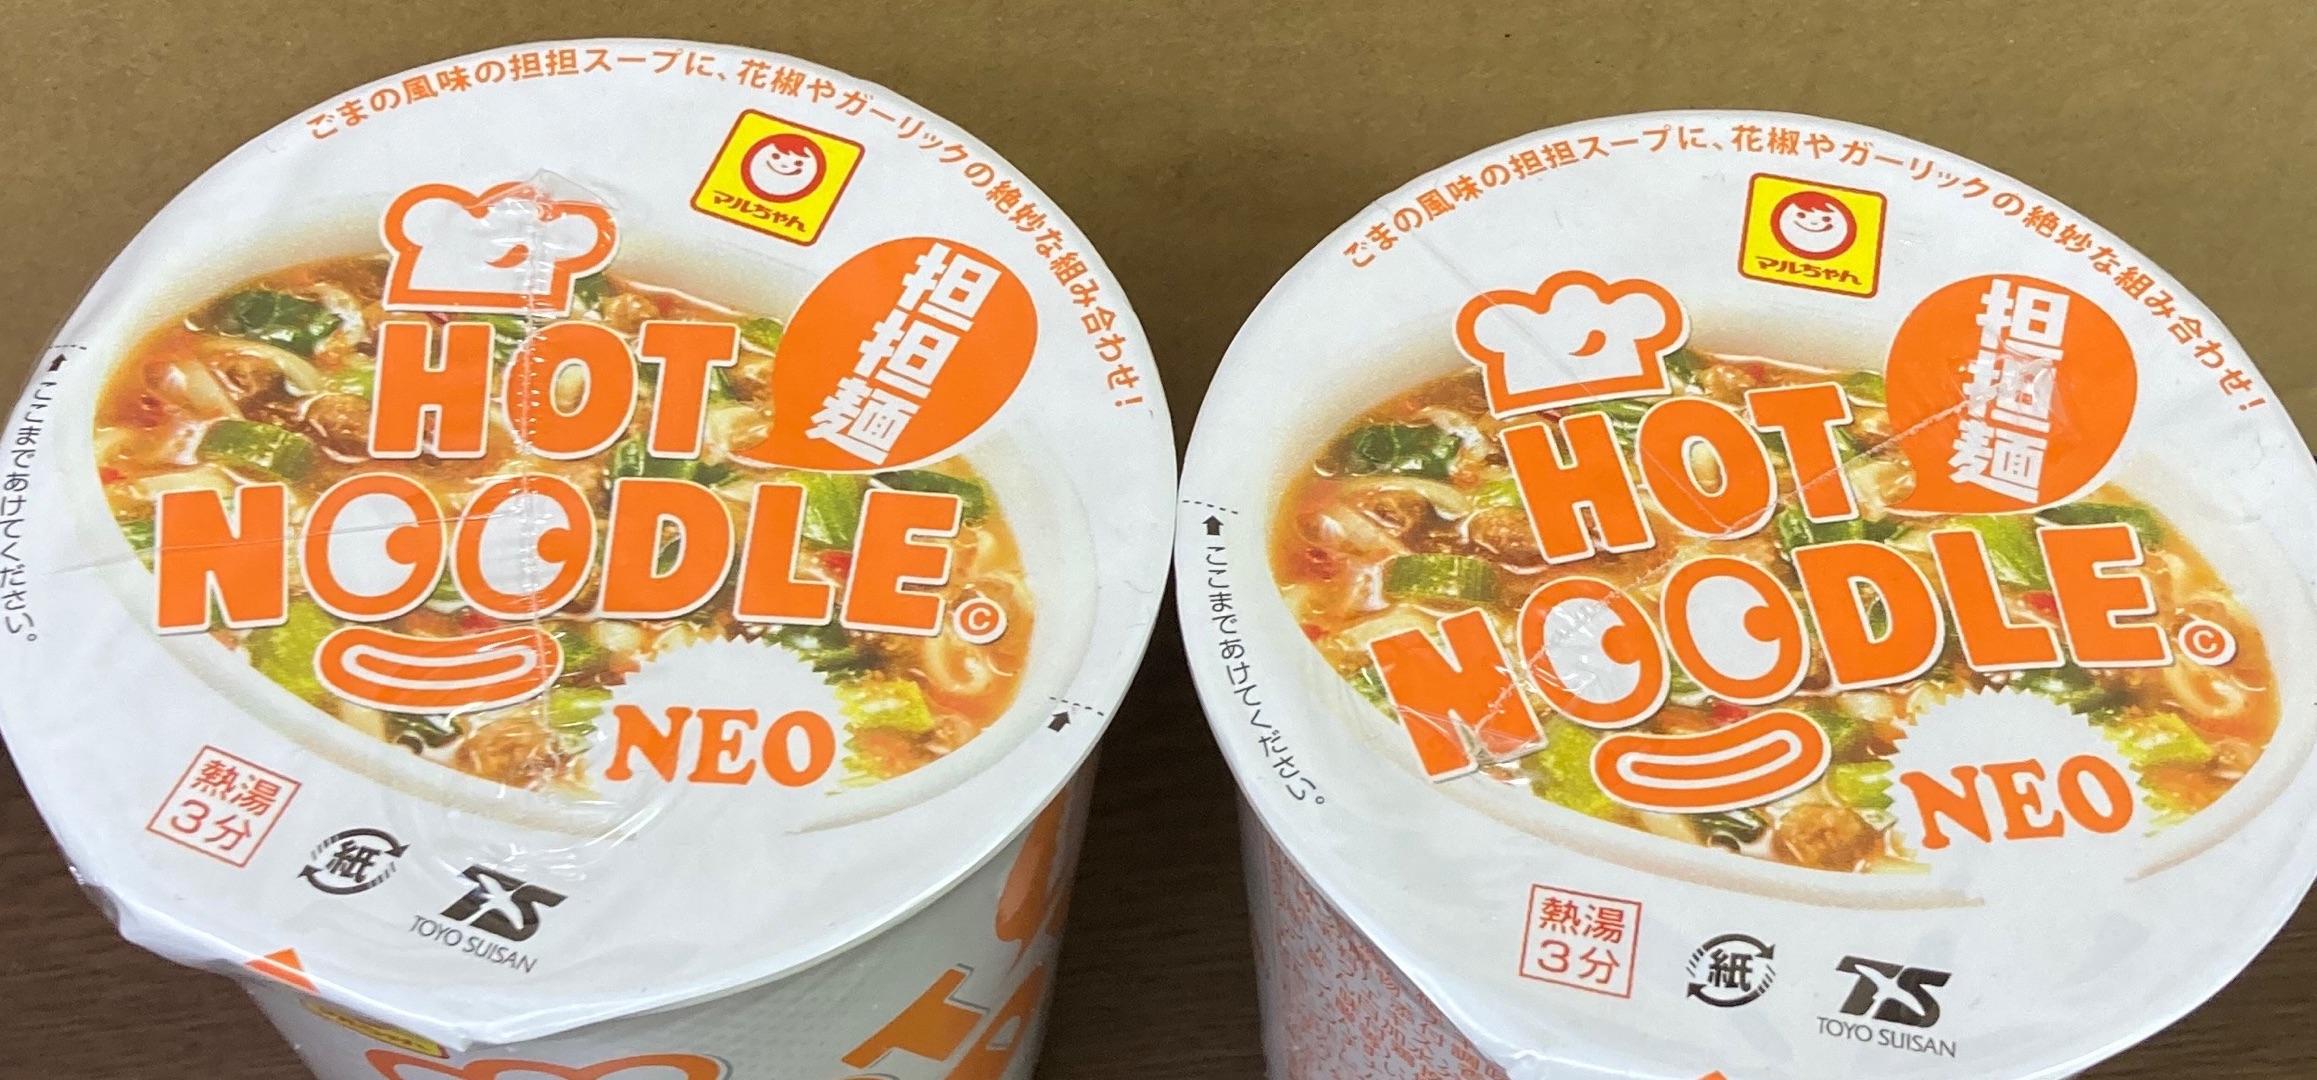 ごまの風味の担担スープに、花椒やガーリックの絶妙な組み合わせ!
マルちゃん
担担麺
HOT
NOODLE©
NEO
ここまであけてください。
熱湯
3分
紙
TS
TOYO SUISAN
ごまの風味の担担スープに、花椒やガーリックの絶妙な組み合わせ!
マルちゃん
担担麺
HOT
NOODLE©
NEO
ここまであけてください。
熱湯
3分
紙
TS
TOYO SUISAN